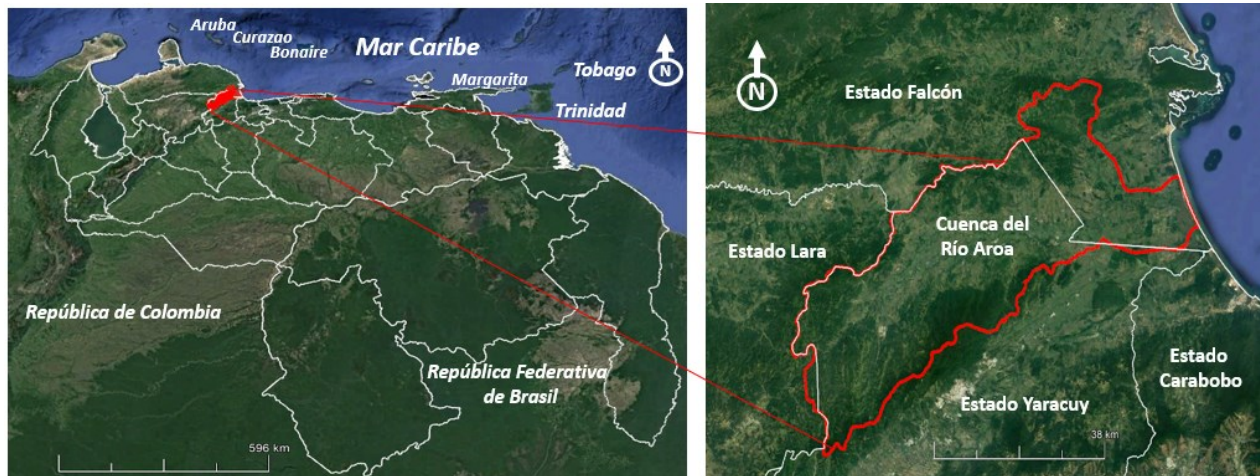 Aruba
Curazao
Bonaire
Mar Caribe
Margarita
Tobago
Trinidad
N
República de Colombia
República Federativa
de Brasil
596 km
N
Estado Falcón
Cuenca del
Río Aroa
Estado Lara
Estado
Carabobo
Estado Yaracuy
38 km